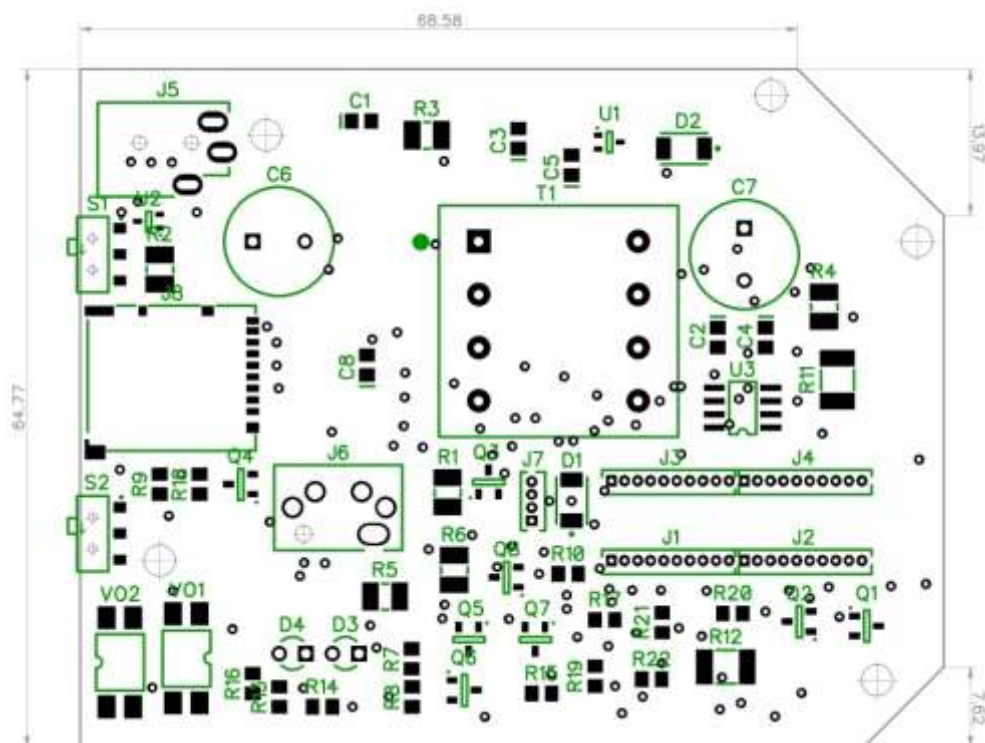 68.58
J5
C1
R3
C3
C5
U1
D2
13.97
S1
U2
R2
C6
T1
C7
J8
R4
C8
C2
C4
U3
R11
64.77
S2
R9
R18
Q4
J6
R1
Q3
J7
D1
J3
J4
R6
R10
J1
J2
R5
VO2
VO1
D4
D3
Q5
Q7
R17
R21
R20
Q2
Q1
R7
Q6
R15
R19
R22
R12
R16
R14
R8
7.62